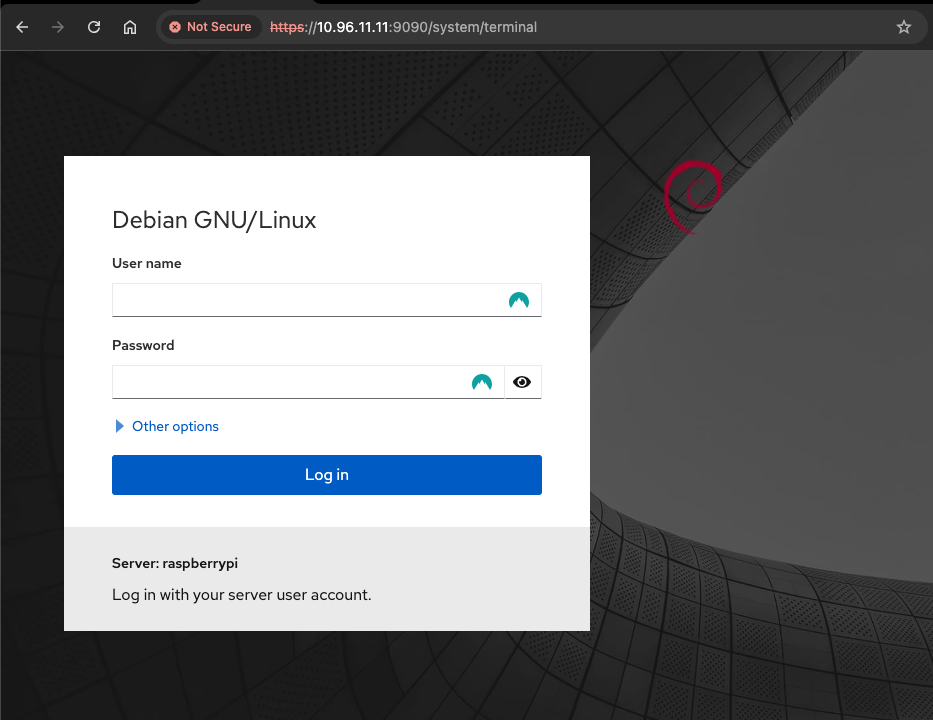 Not Secure https://10.96.11.11:9090/system/terminal
Debian GNU/Linux
User name
Password
Other options
Log in
Server: raspberrypi
Log in with your server user account.